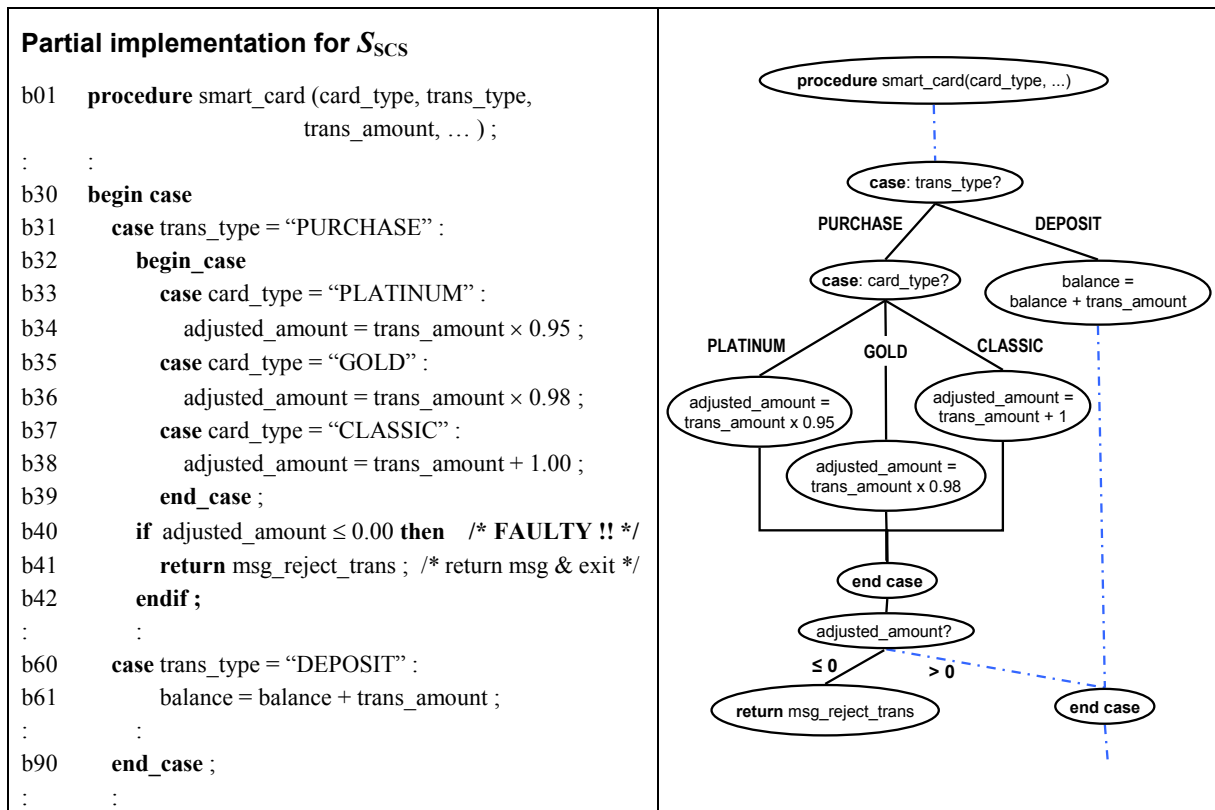 Partial implementation for S_SCS
b01 procedure smart_card (card_type, trans_type,
trans_amount, … ) ;
: :
b30 begin case
b31 case trans_type = “PURCHASE” :
b32 begin_case
b33 case card_type = “PLATINUM” :
b34 adjusted_amount = trans_amount × 0.95 ;
b35 case card_type = “GOLD” :
b36 adjusted_amount = trans_amount × 0.98 ;
b37 case card_type = “CLASSIC” :
b38 adjusted_amount = trans_amount + 1.00 ;
b39 end_case ;
b40 if adjusted_amount ≤ 0.00 then /* FAULTY !! */
b41 return msg_reject_trans ; /* return msg & exit */
b42 endif ;
: :
b60 case trans_type = “DEPOSIT” :
b61 balance = balance + trans_amount ;
: :
b90 end_case ;
: :
procedure smart_card(card_type, ...)
case: trans_type?
PURCHASE
DEPOSIT
case: card_type?
balance =
balance + trans_amount
PLATINUM
GOLD
CLASSIC
adjusted_amount =
trans_amount x 0.95
adjusted_amount =
trans_amount x 0.98
adjusted_amount =
trans_amount + 1
end case
adjusted_amount?
≤ 0
> 0
return msg_reject_trans
end case